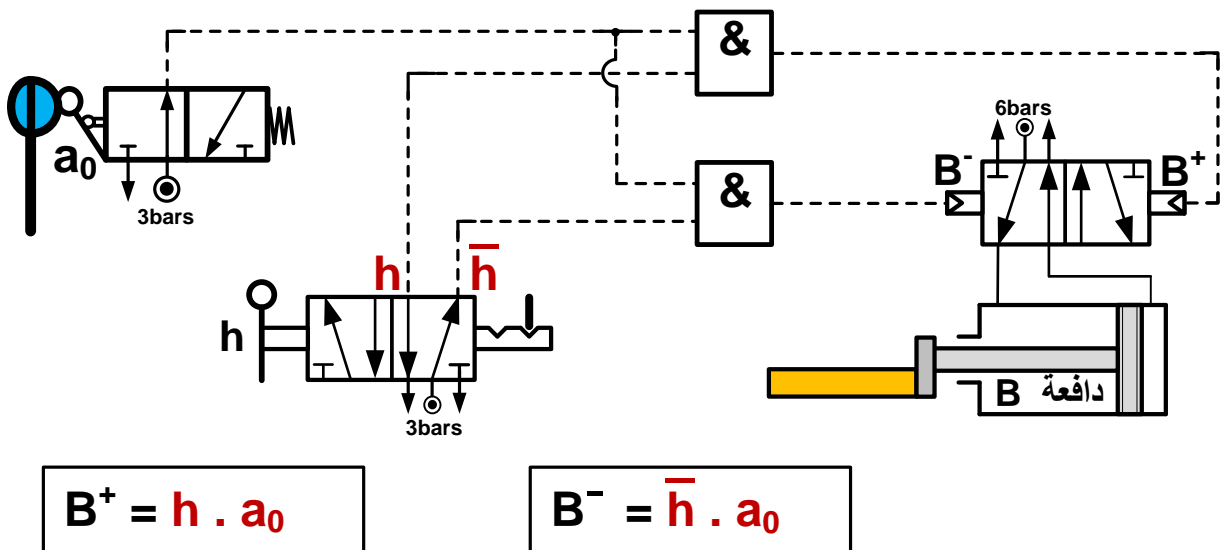 &
6bars
a₀
B⁻
B⁺
&
3bars
h
h̅
h
3bars
B دافعة
B⁺ = h . a₀
B⁻ = h̅ . a₀